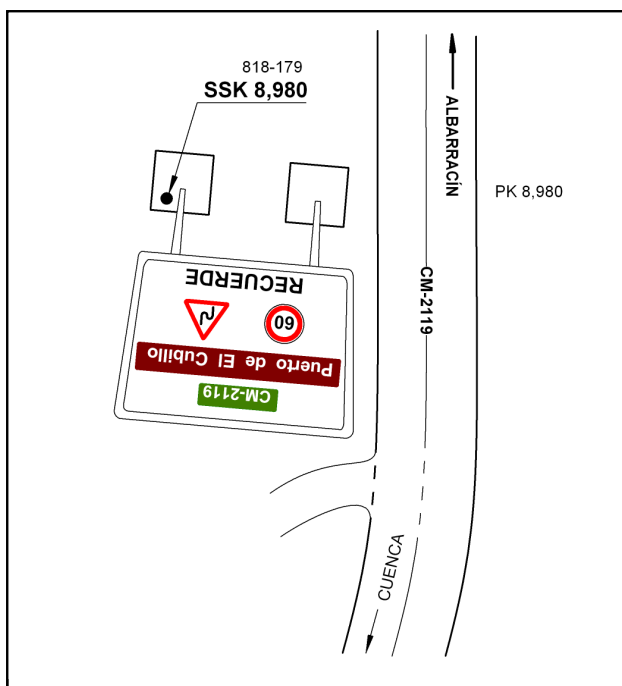 818-179
SSK 8,980
ALBARRACÍN
PK 8,980
CM-2119
RECUERDE
60
Puerto de El Cubillo
CM-2119
CUENCA